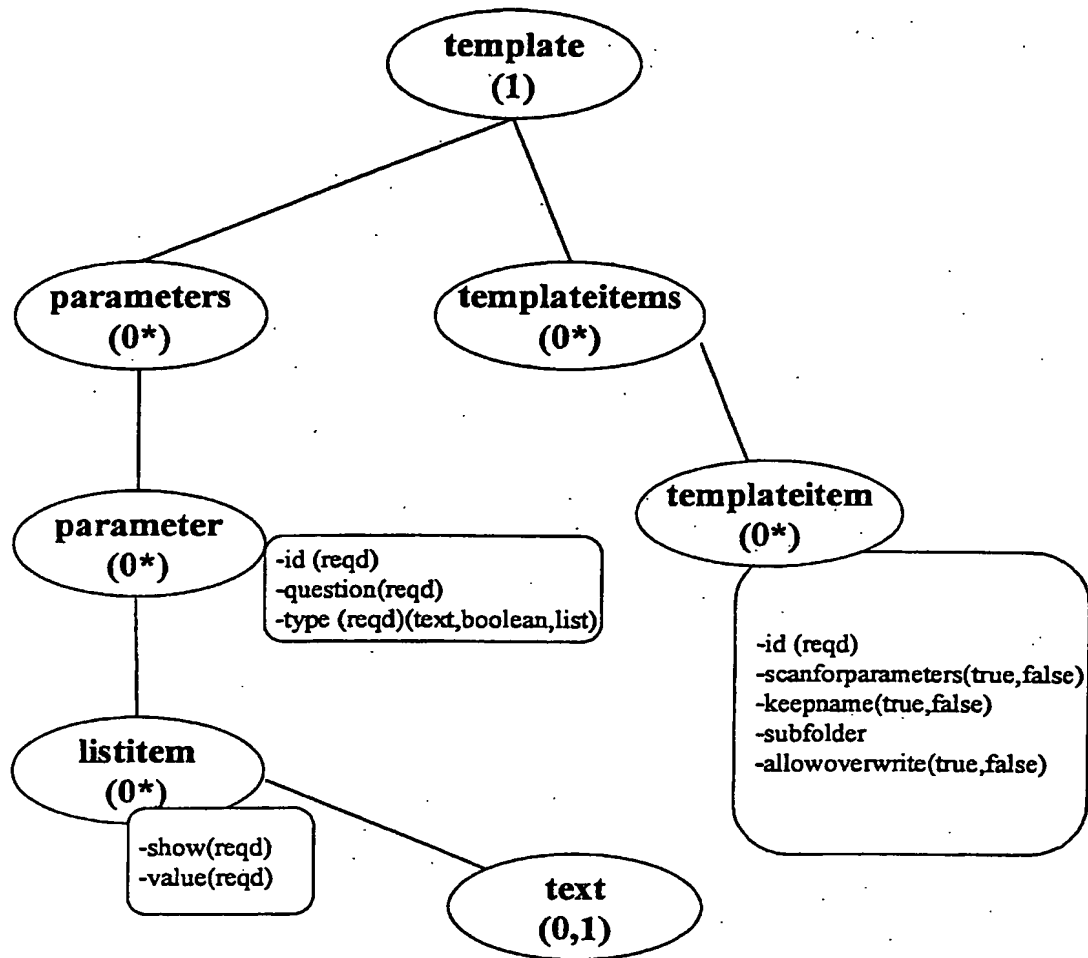 template
(1)
parameters
(0*)
templateitems
(0*)
parameter
(0*)
-id (reqd)
-question(reqd)
-type (reqd)(text,boolean,list)
templateitem
(0*)
-id (reqd)
-scanforparameters(true,false)
-keepname(true,false)
-subfolder
-allowoverwrite(true,false)
listitem
(0*)
-show(reqd)
-value(reqd)
text
(0,1)